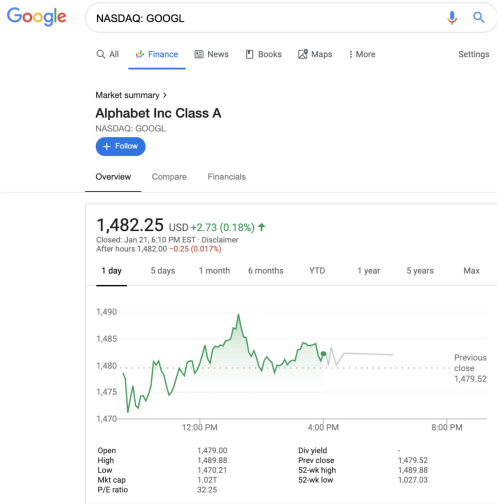 Google
NASDAQ: GOOGL
All Finance News Books Maps More Settings
Market summary >
Alphabet Inc Class A
NASDAQ: GOOGL
+ Follow
Overview Compare Financials
1,482.25 USD +2.73 (0.18%) ↑
Closed: Jan 21, 6:10 PM EST · Disclaimer
After hours 1,482.00 −0.25 (0.017%)
1 day 5 days 1 month 6 months YTD 1 year 5 years Max
1,490
1,485
1,480
1,475
1,470
Previous
close
1,479.52
12:00 PM 4:00 PM 8:00 PM
Open 1,479.00 Div yield -
High 1,489.88 Prev close 1,479.52
Low 1,470.21 52-wk high 1,489.88
Mkt cap 1.02T 52-wk low 1,027.03
P/E ratio 32.25